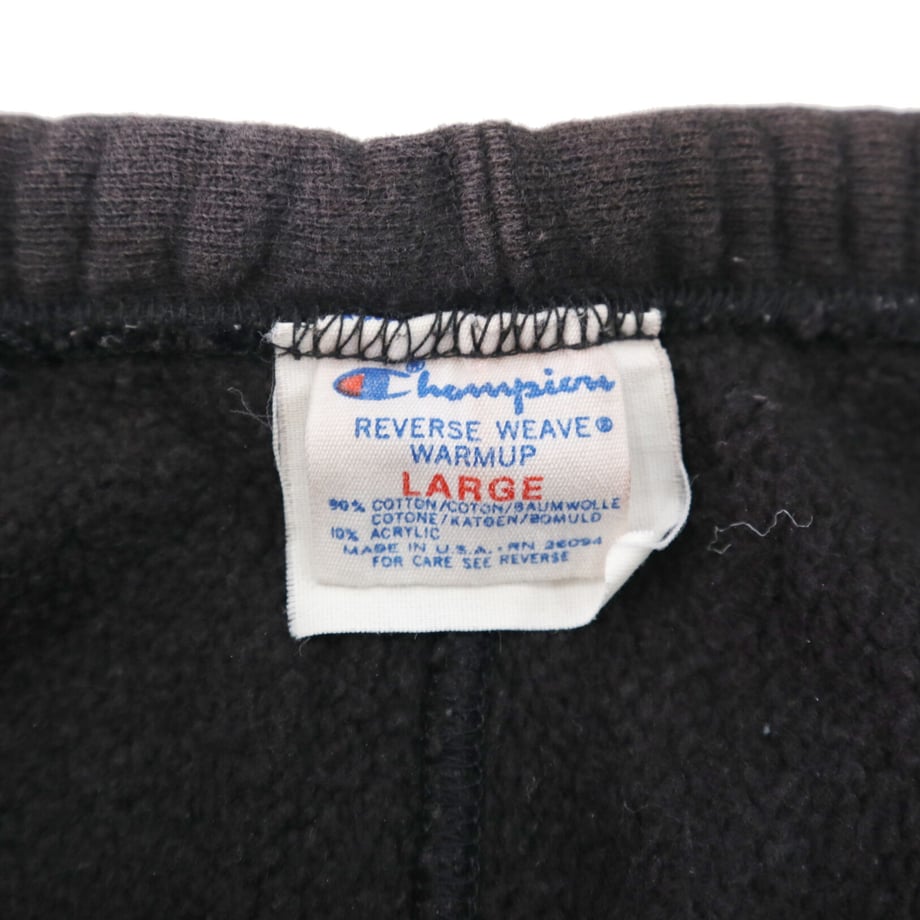 Champion®
REVERSE WEAVE®
WARMUP
LARGE
90% COTTON/COTON/BAUMWOLLE
COTONE/KATOEN/BOMULD
10% ACRYLIC
MADE IN U.S.A. · RN 26094
FOR CARE SEE REVERSE